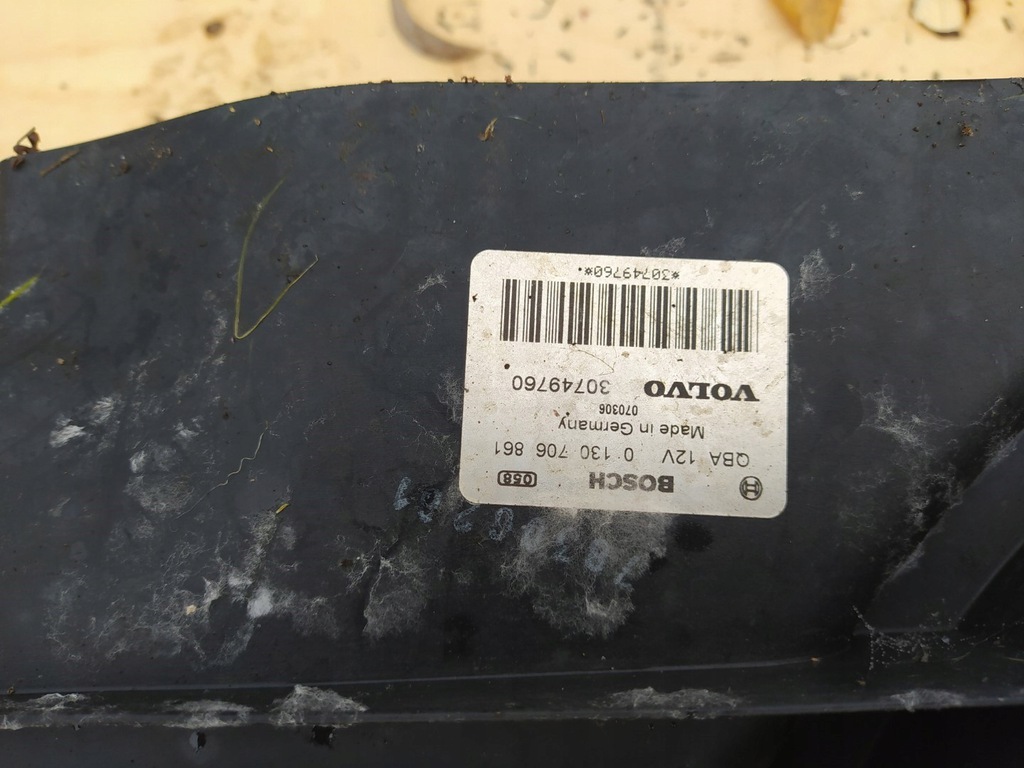 BOSCH 058
QBA 12V 0 130 706 861
Made in Germany
070306
VOLVO 30749760
*30749760*